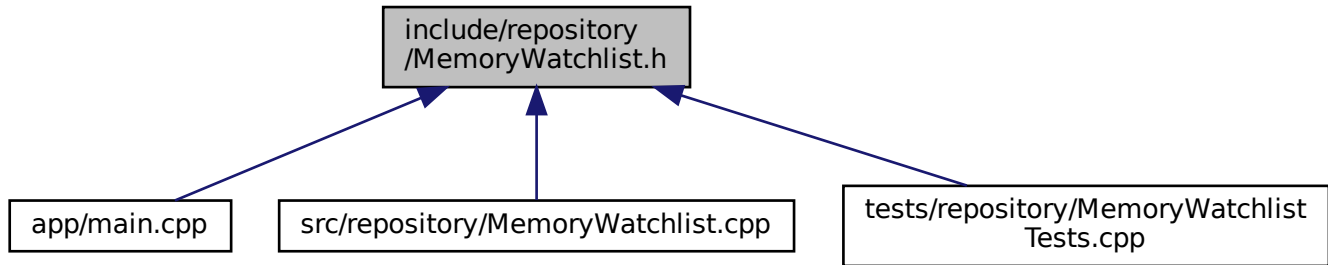 include/repository
/MemoryWatchlist.h
app/main.cpp
src/repository/MemoryWatchlist.cpp
tests/repository/MemoryWatchlist
Tests.cpp